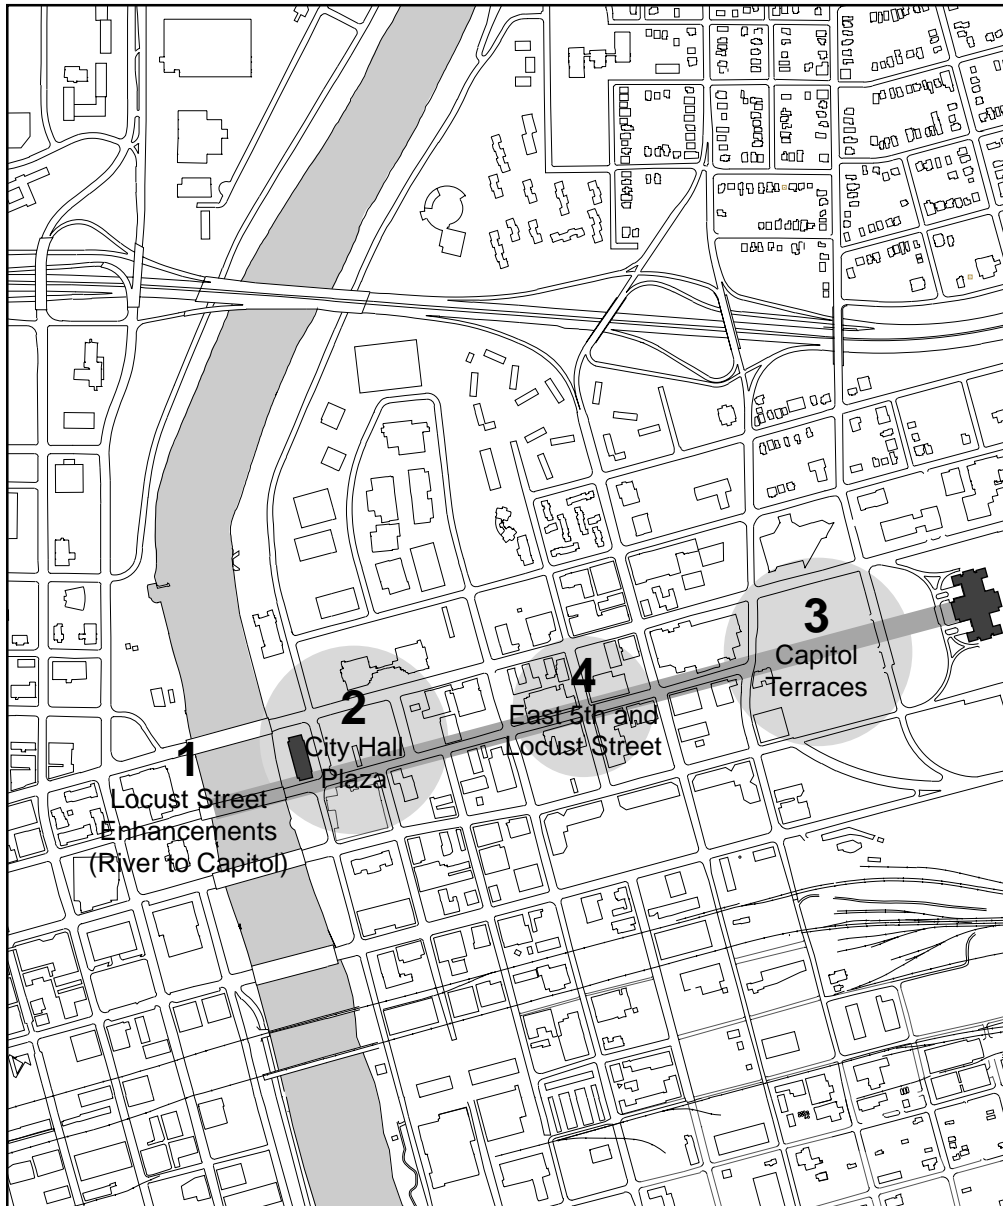 1
Locust Street
Enhancements
(River to Capitol)
2
City Hall
Plaza
3
Capitol
Terraces
4
East 5th and
Locust Street